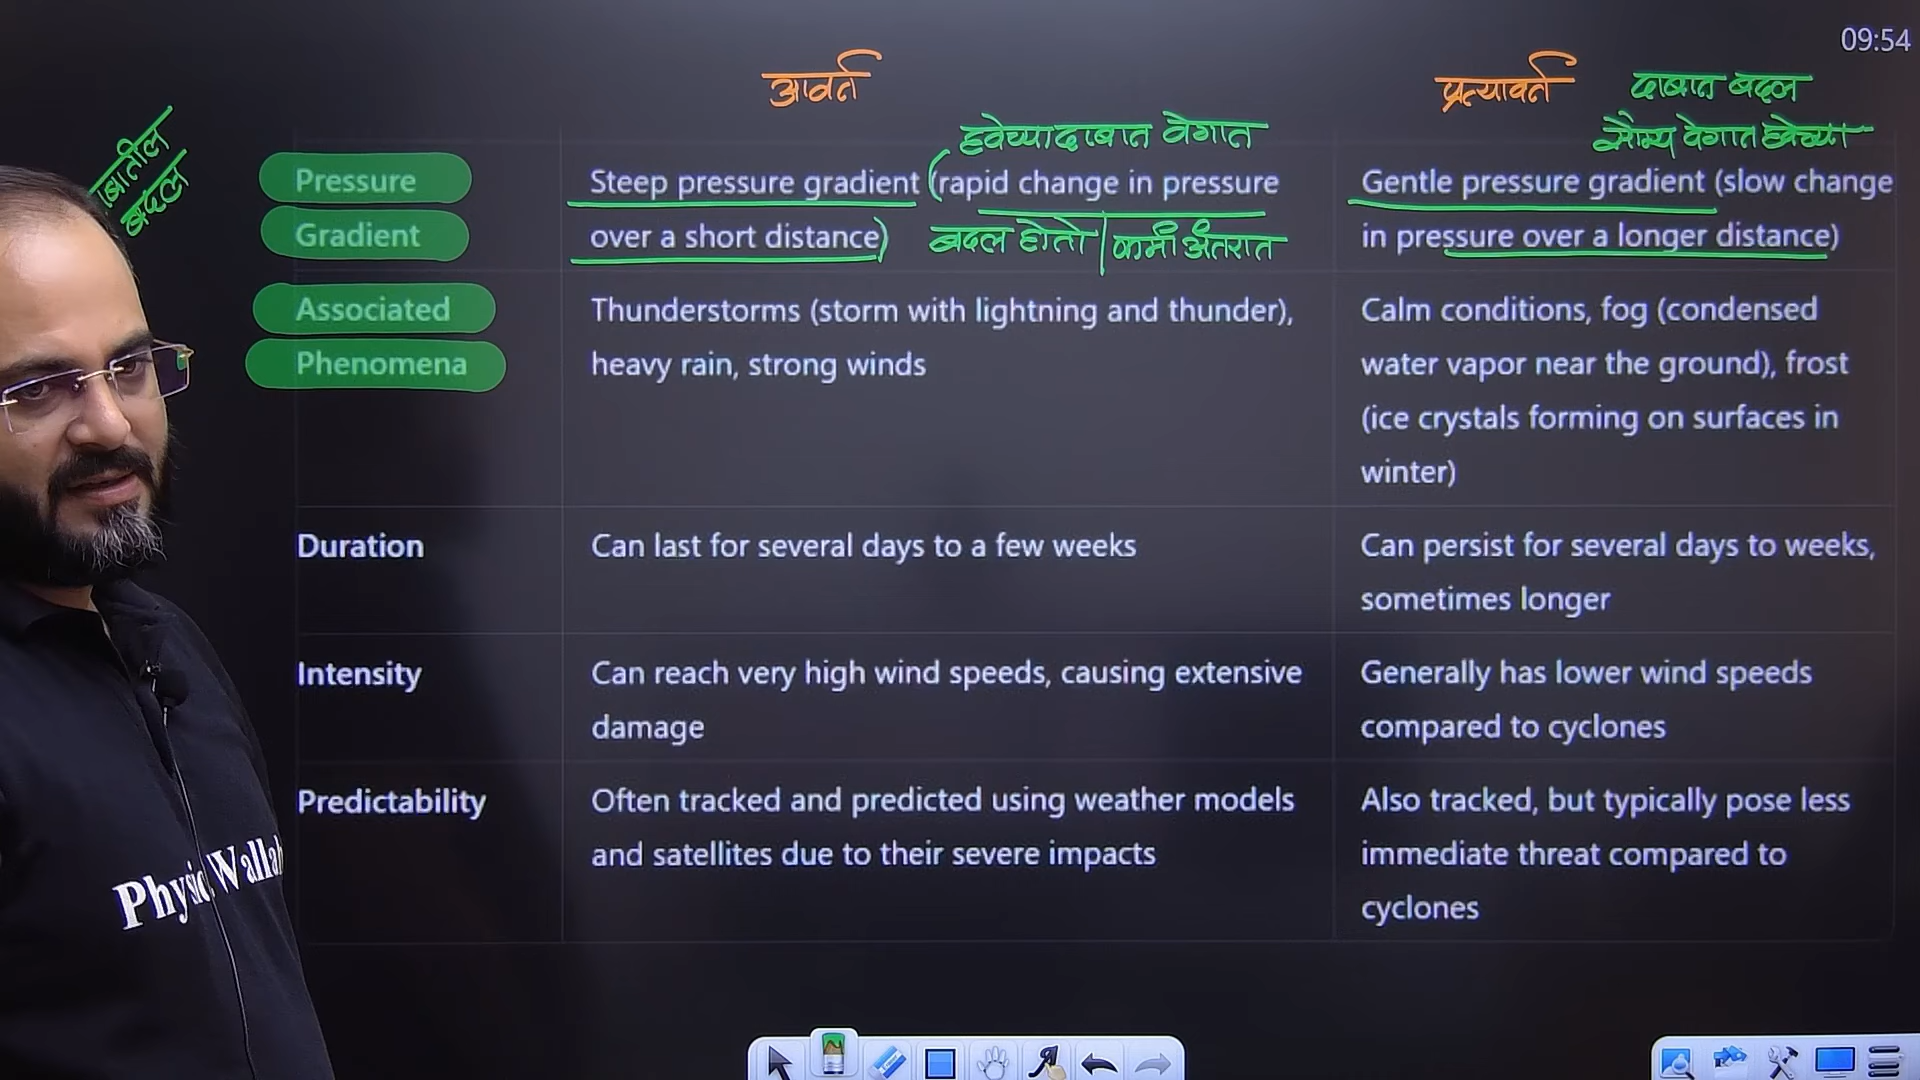 09:54
आवर्त
प्रत्यावर्त
दाबात बदल
सौम्य वेगात हवेच्या
हवेच्या दाबात वेगात
बदल होतो | कमी अंतरात
बदल
Pressure
Gradient
Steep pressure gradient (rapid change in pressure
over a short distance)
Gentle pressure gradient (slow change
in pressure over a longer distance)
Associated
Phenomena
Thunderstorms (storm with lightning and thunder),
heavy rain, strong winds
Calm conditions, fog (condensed
water vapor near the ground), frost
(ice crystals forming on surfaces in
winter)
Duration
Can last for several days to a few weeks
Can persist for several days to weeks,
sometimes longer
Intensity
Can reach very high wind speeds, causing extensive
damage
Generally has lower wind speeds
compared to cyclones
Predictability
Often tracked and predicted using weather models
and satellites due to their severe impacts
Also tracked, but typically pose less
immediate threat compared to
cyclones
Physics Wallah